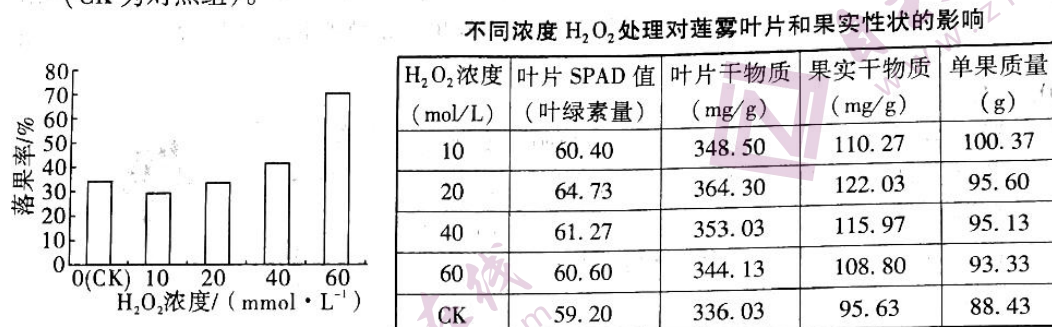 (CK 为对照组)。
不同浓度 H₂O₂处理对莲雾叶片和果实性状的影响
落果率/%
80
70
60
50
40
30
20
10
0
0(CK) 10 20 40 60
H₂O₂浓度/(mmol·L⁻¹)
H₂O₂浓度 叶片 SPAD 值 叶片干物质 果实干物质 单果质量
(mol/L) (叶绿素量) (mg/g) (mg/g) (g)
10 60.40 348.50 110.27 100.37
20 64.73 364.30 122.03 95.60
40 61.27 353.03 115.97 95.13
60 60.60 344.13 108.80 93.33
CK 59.20 336.03 95.63 88.43